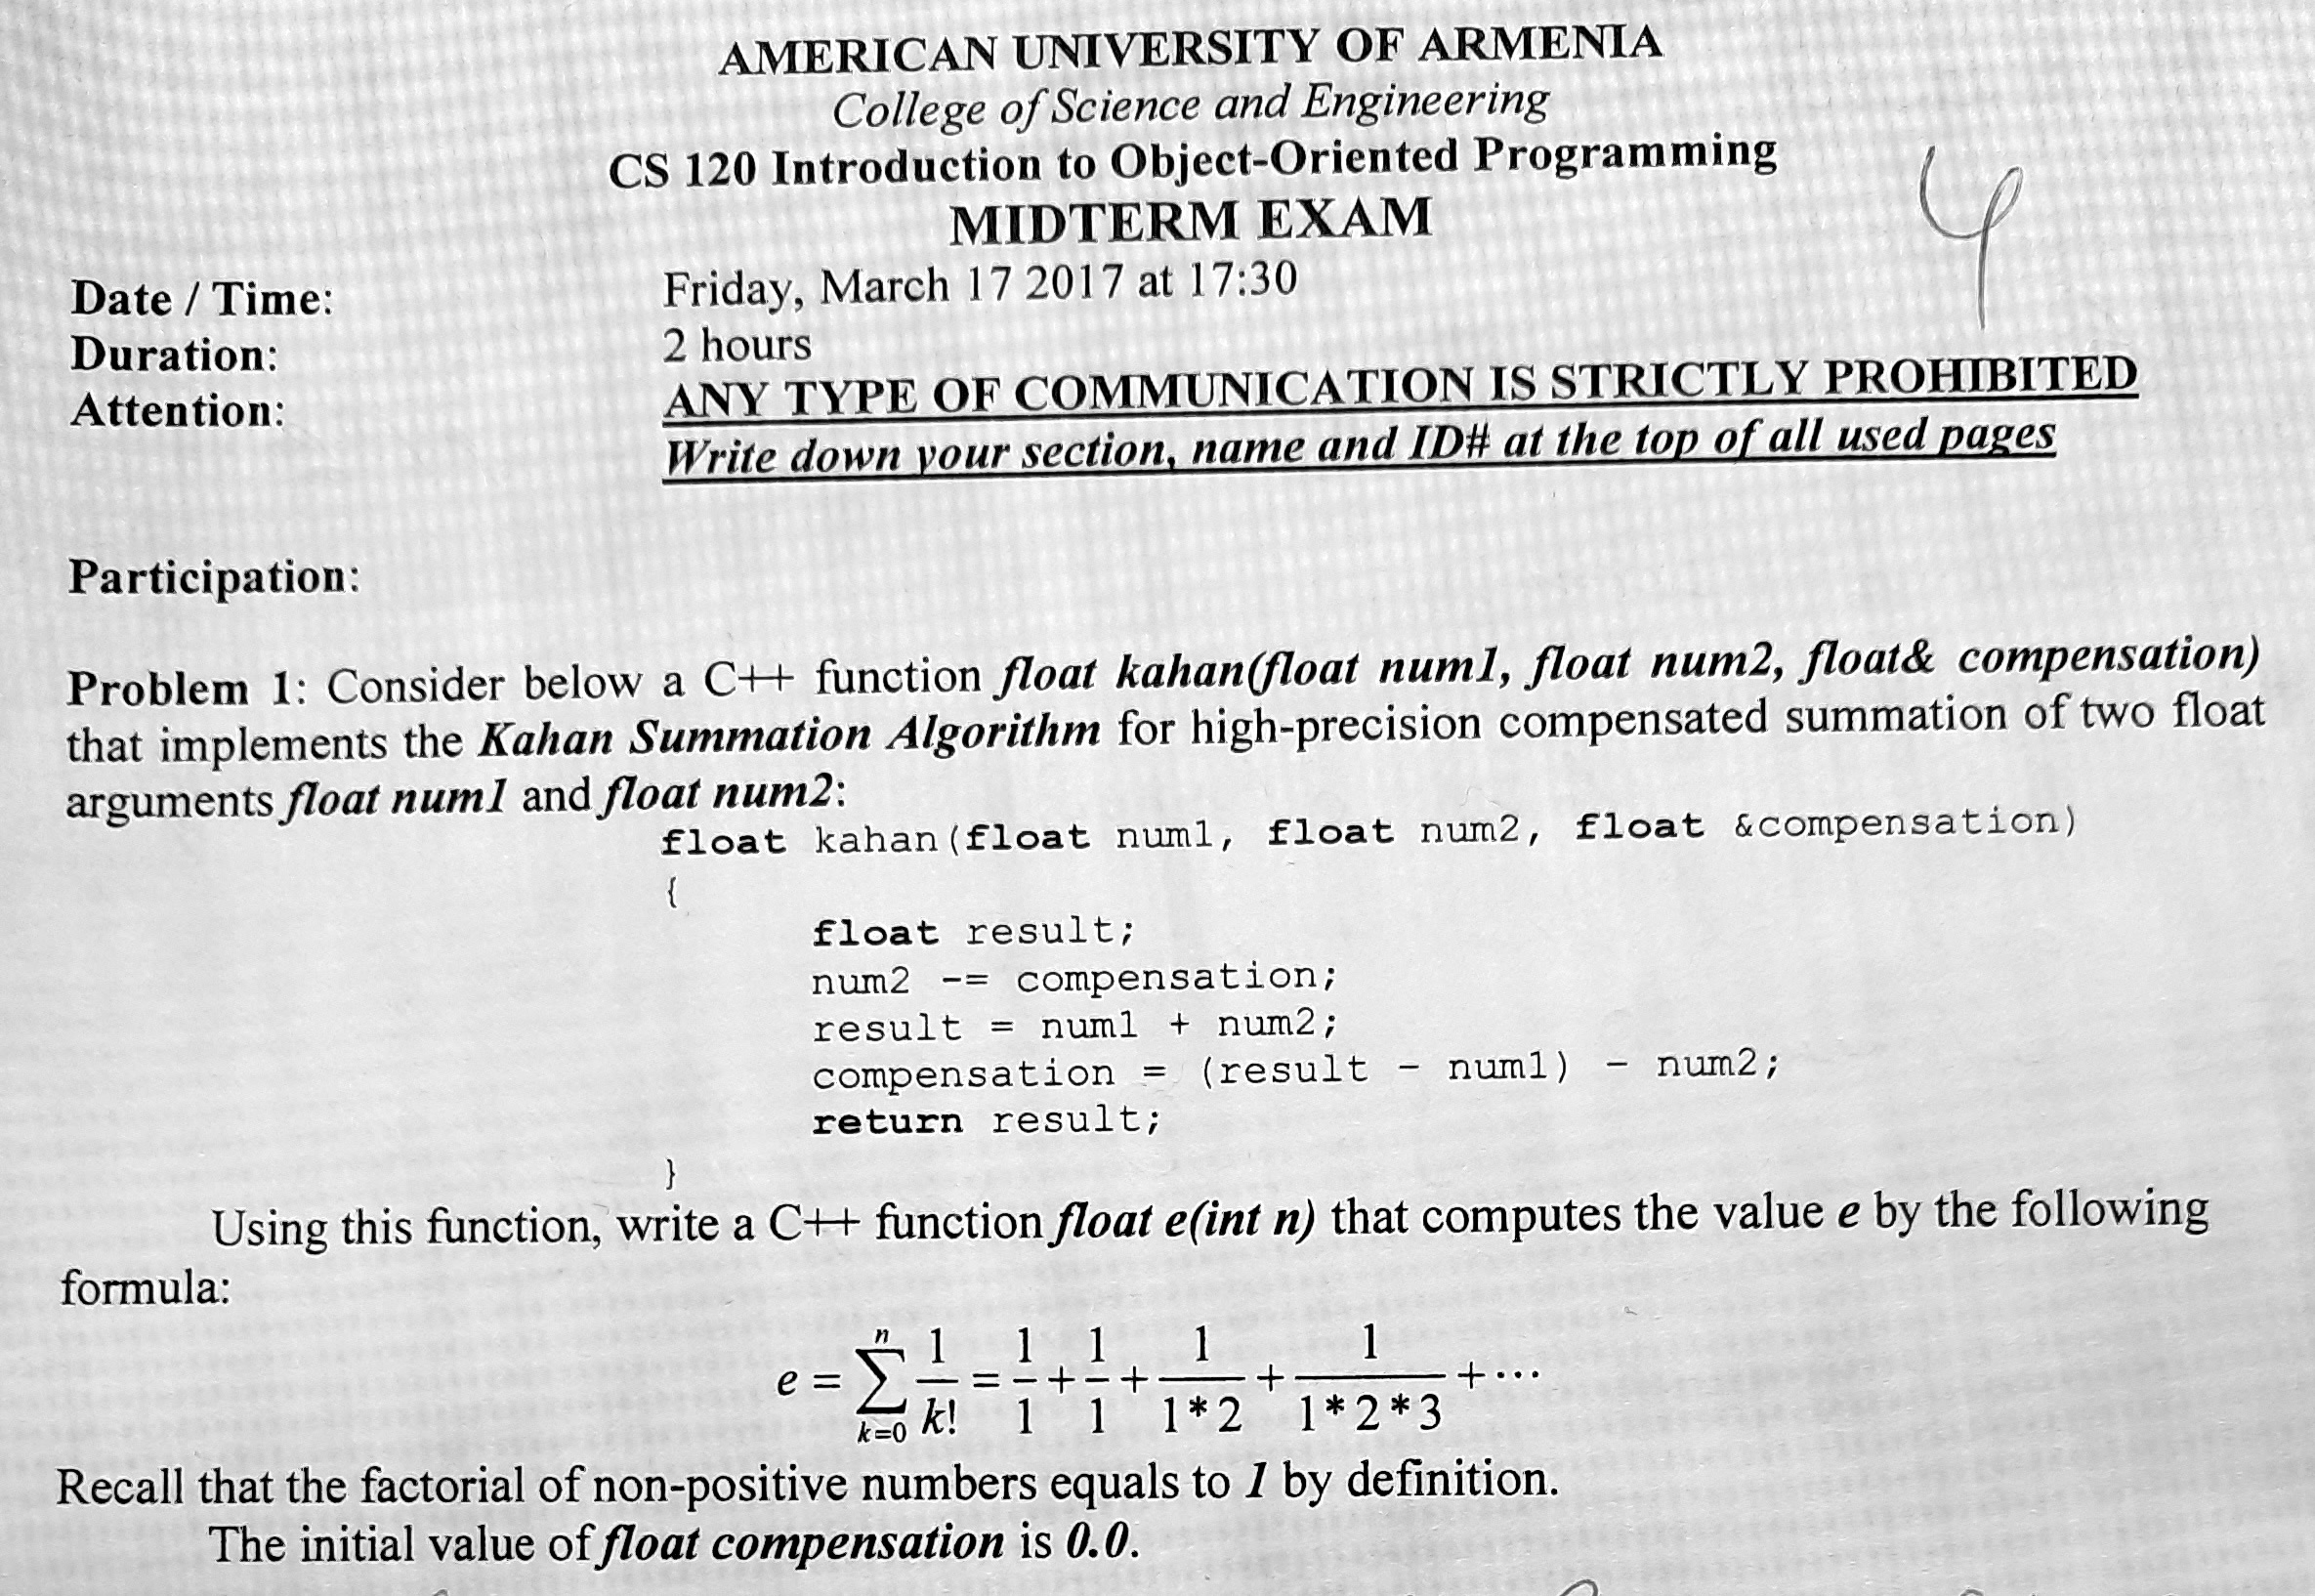 AMERICAN UNIVERSITY OF ARMENIA
College of Science and Engineering
CS 120 Introduction to Object-Oriented Programming
MIDTERM EXAM
4
Date / Time: Friday, March 17 2017 at 17:30
Duration: 2 hours
Attention: ANY TYPE OF COMMUNICATION IS STRICTLY PROHIBITED
Write down your section, name and ID# at the top of all used pages
Participation:
Problem 1: Consider below a C++ function float kahan(float num1, float num2, float& compensation)
that implements the Kahan Summation Algorithm for high-precision compensated summation of two float
arguments float num1 and float num2:
float kahan(float num1, float num2, float &compensation)
{
float result;
num2 -= compensation;
result = num1 + num2;
compensation = (result - num1) - num2;
return result;
}
Using this function, write a C++ function float e(int n) that computes the value e by the following
formula:
e = \sum_{k=0}^{n} \frac{1}{k!} = \frac{1}{1} + \frac{1}{1} + \frac{1}{1*2} + \frac{1}{1*2*3} + ⋯
Recall that the factorial of non-positive numbers equals to 1 by definition.
The initial value of float compensation is 0.0.